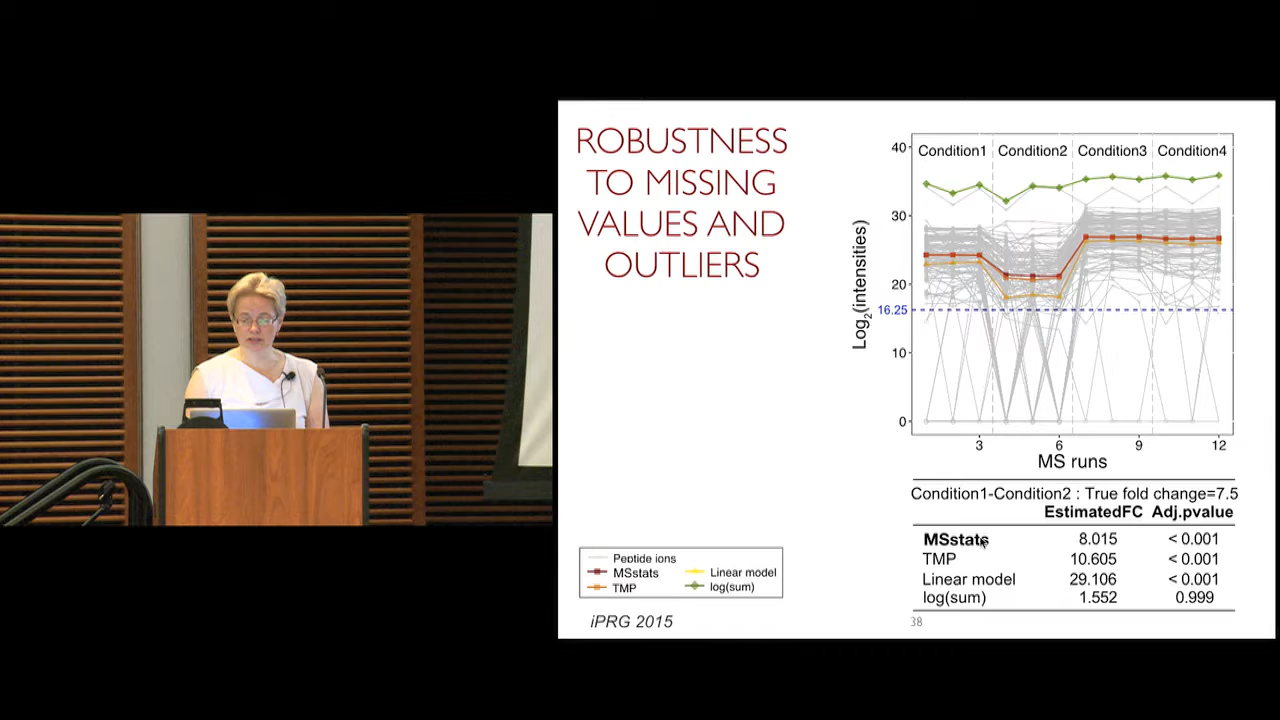 ROBUSTNESS
TO MISSING
VALUES AND
OUTLIERS
Condition1 Condition2 Condition3 Condition4
40
30
20
16.25
10
0
Log2(intensities)
3 6 9 12
MS runs
Condition1-Condition2 : True fold change=7.5
EstimatedFC Adj.pvalue
MSstats 8.015 < 0.001
TMP 10.605 < 0.001
Linear model 29.106 < 0.001
log(sum) 1.552 0.999
Peptide ions
MSstats Linear model
TMP log(sum)
iPRG 2015
38